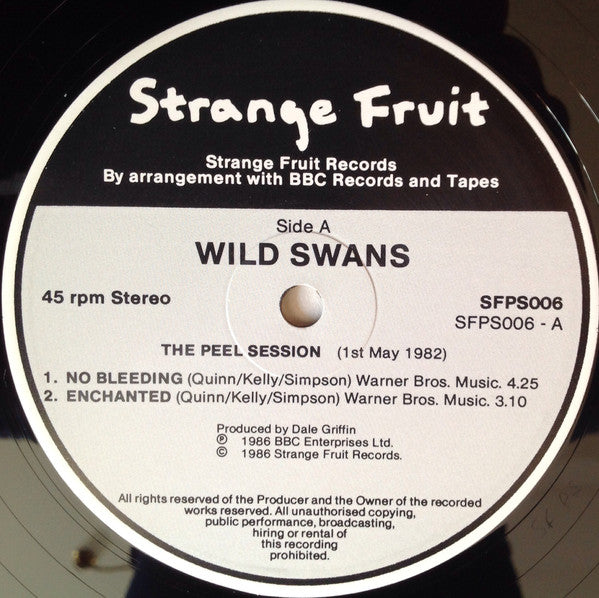 Strange Fruit
Strange Fruit Records
By arrangement with BBC Records and Tapes
Side A
WILD SWANS
45 rpm Stereo SFPS006
SFPS006 - A
THE PEEL SESSION (1st May 1982)
1. NO BLEEDING (Quinn/Kelly/Simpson) Warner Bros. Music. 4.25
2. ENCHANTED (Quinn/Kelly/Simpson) Warner Bros. Music. 3.10
Produced by Dale Griffin
℗ 1986 BBC Enterprises Ltd.
© 1986 Strange Fruit Records.
All rights reserved of the Producer and the Owner of the recorded
works reserved. All unauthorised copying,
public performance, broadcasting,
hiring or rental of
this recording
prohibited.